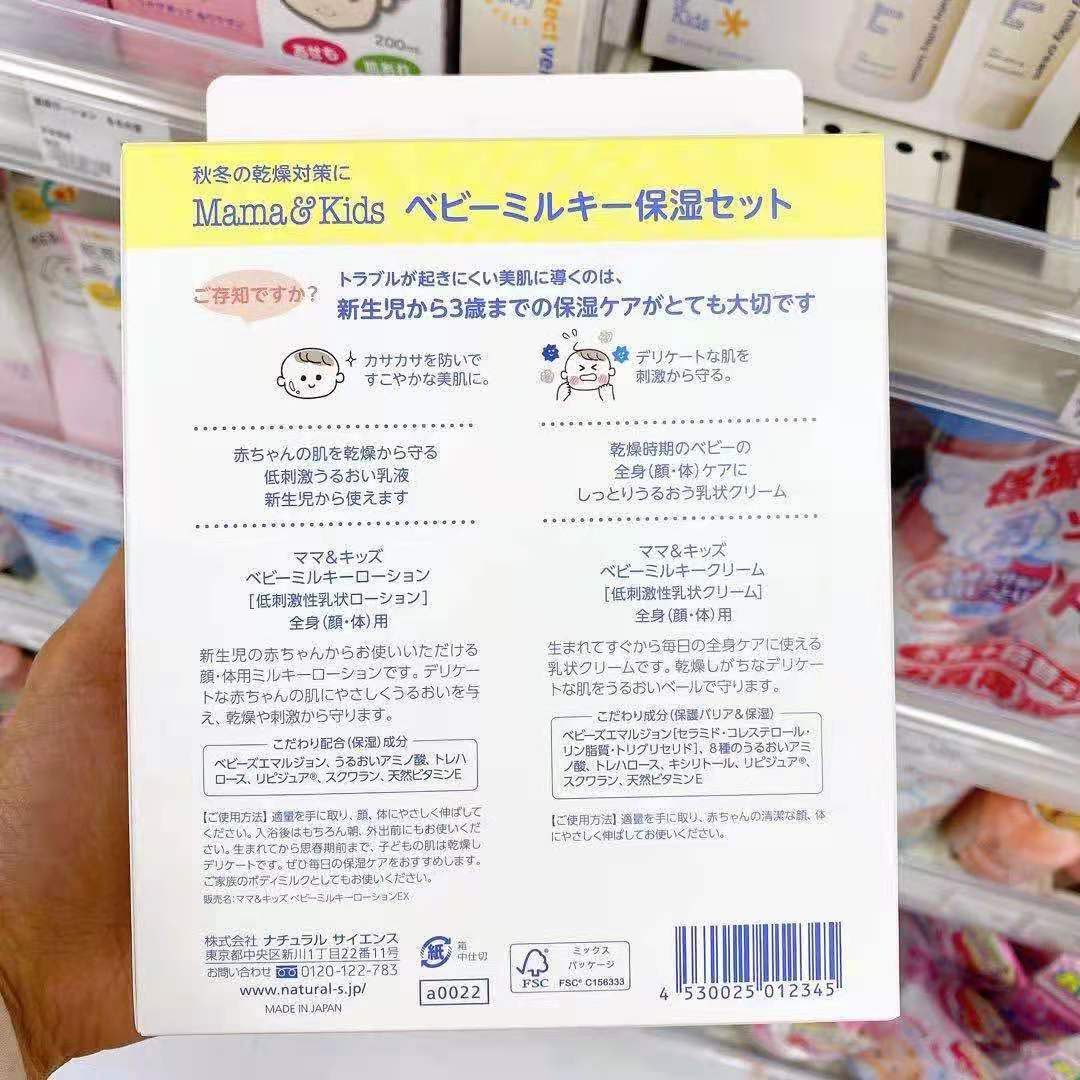 200ml
あせも
秋冬の乾燥対策に
Mama&Kids ベビーミルキー保湿セット
ご存知ですか?
トラブルが起きにくい美肌に導くのは、
新生児から3歳までの保湿ケアがとても大切です
カサカサを防いで
すこやかな美肌に。
デリケートな肌を
刺激から守る。
赤ちゃんの肌を乾燥から守る
低刺激うるおい乳液
新生児から使えます
乾燥時期のベビーの
全身(顔・体)ケアに
しっとりうるおう乳状クリーム
ママ&キッズ
ベビーミルキーローション
[低刺激性乳状ローション]
全身(顔・体)用
新生児の赤ちゃんからお使いいただける
顔・体用ミルキーローションです。デリケー
トな赤ちゃんの肌にやさしくうるおいを与
え、乾燥や刺激から守ります。
こだわり配合(保湿)成分
ベビーズエマルジョン、うるおいアミノ酸、トレハ
ロース、リピジュア®、スクワラン、天然ビタミンE
【ご使用方法】適量を手に取り、顔、体にやさしく伸ばして
ください。入浴後はもちろん朝、外出前にもお使いくだ
さい。生まれてから思春期前まで、子どもの肌は乾燥し
デリケートです。ぜひ毎日の保湿ケアをおすすめします。
ご家族のボディミルクとしてもお使いください。
販売名:ママ&キッズ ベビーミルキーローションEX
ママ&キッズ
ベビーミルキークリーム
[低刺激性乳状クリーム]
全身(顔・体)用
生まれてすぐから毎日の全身ケアに使える
乳状クリームです。乾燥しがちなデリケー
トな肌をうるおいベールで守ります。
こだわり成分(保護バリア&保湿)
ベビーズエマルジョン[セラミド・コレステロール・
リン脂質・トリグリセリド]、8種のうるおいアミ
ノ酸、トレハロース、キシリトール、リピジュア®、
スクワラン、天然ビタミンE
【ご使用方法】適量を手に取り、赤ちゃんの清潔な顔、体
にやさしく伸ばしてお使いください。
株式会社 ナチュラル サイエンス
東京都中央区新川1丁目22番11号
お問い合わせ 0120-122-783
www.natural-s.jp/
MADE IN JAPAN
紙
箱
中仕切
a0022
FSC
ミックス
パッケージ
FSC® C156333
4 530025 012345